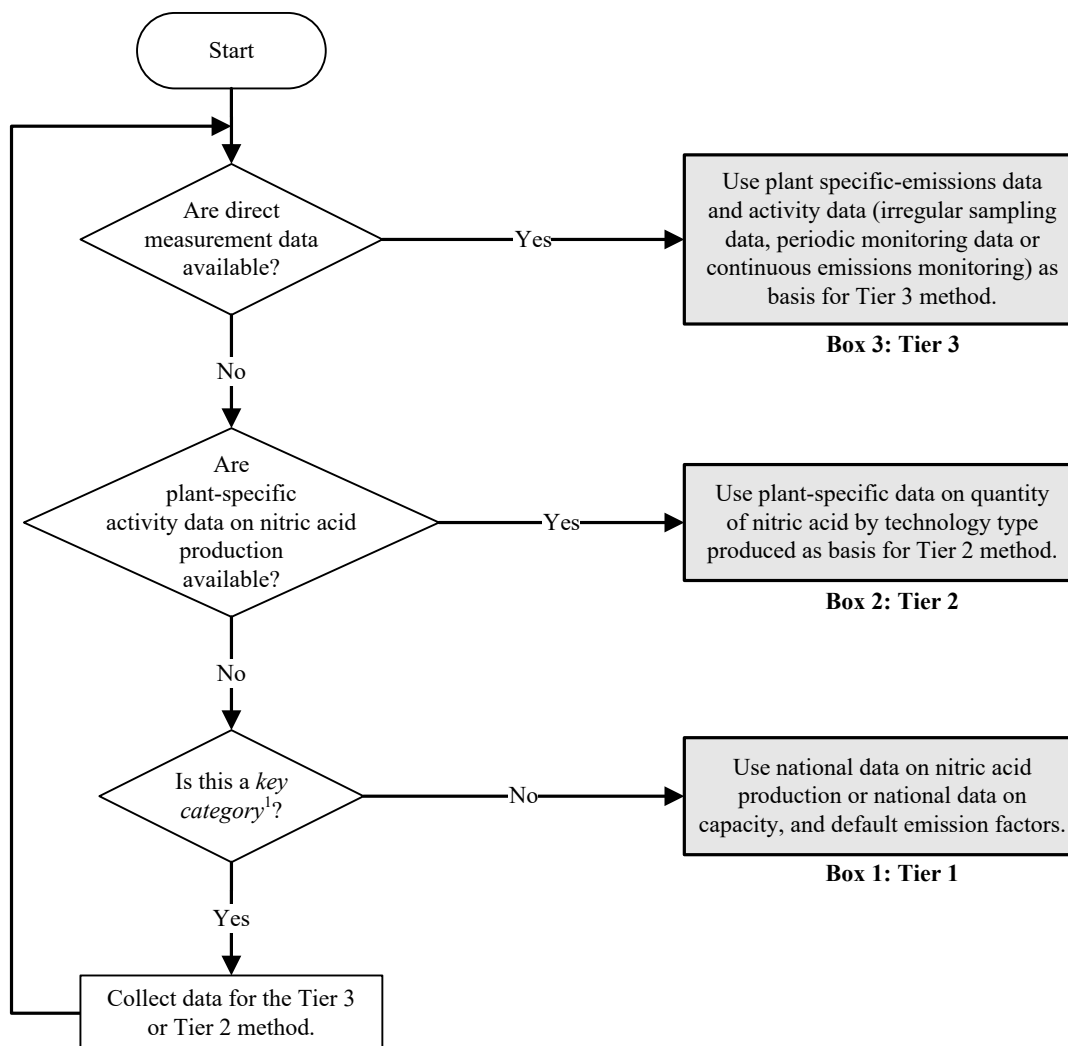 Start
Are direct
measurement data
available?
Yes
Use plant specific-emissions data
and activity data (irregular sampling
data, periodic monitoring data or
continuous emissions monitoring) as
basis for Tier 3 method.
Box 3: Tier 3
No
Are
plant-specific
activity data on nitric acid
production
available?
Yes
Use plant-specific data on quantity
of nitric acid by technology type
produced as basis for Tier 2 method.
Box 2: Tier 2
No
Is this a key
category¹?
No
Use national data on nitric acid
production or national data on
capacity, and default emission factors.
Box 1: Tier 1
Yes
Collect data for the Tier 3
or Tier 2 method.